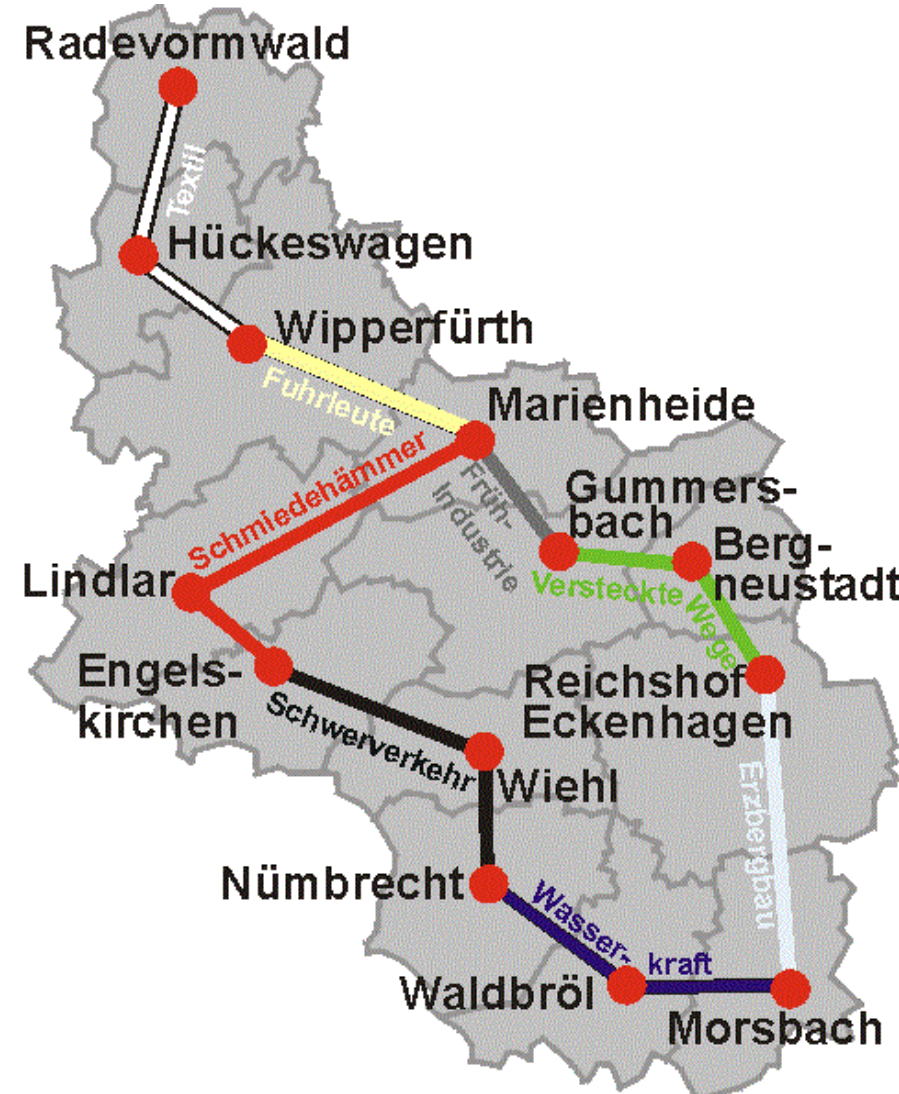 Radevormwald
Textil
Hückeswagen
Wipperfürth
Fuhrleute
Marienheide
Schmiedehämmer
Früh-
industrie
Gummers-
bach
Berg-
neustadt
Versteckte
Wege
Lindlar
Engels-
kirchen
Reichshof
Eckenhagen
Schwerverkehr
Wiehl
Erzbergbau
Nümbrecht
Wasser-
kraft
Waldbröl
Morsbach